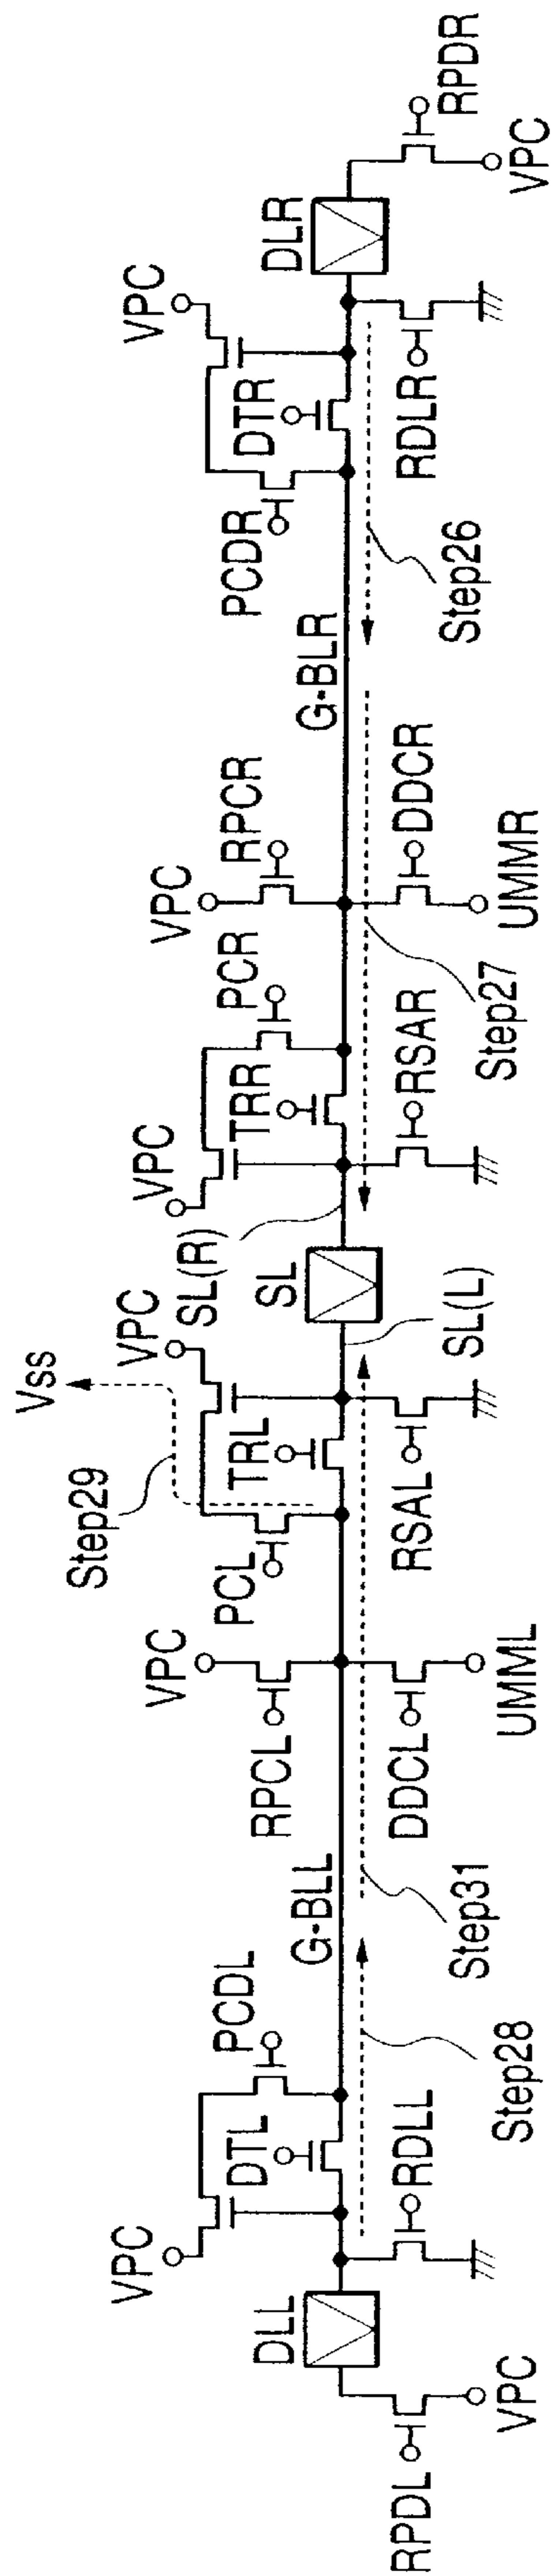 RPDL
VPC
DLL
VPC
DTL
PCDL
RDLL
Step28
G-BLL
Step31
RPCL
VPC
DDCL
UMML
PCL
TRL
Step29
Vss
VPC
RSAL
SL(L)
SL
SL(R)
VPC
TRR
PCR
RSAR
Step27
VPC
RPCR
DDCR
UMMR
G-BLR
Step26
PCDR
DTR
VPC
RDLR
DLR
RPDR
VPC